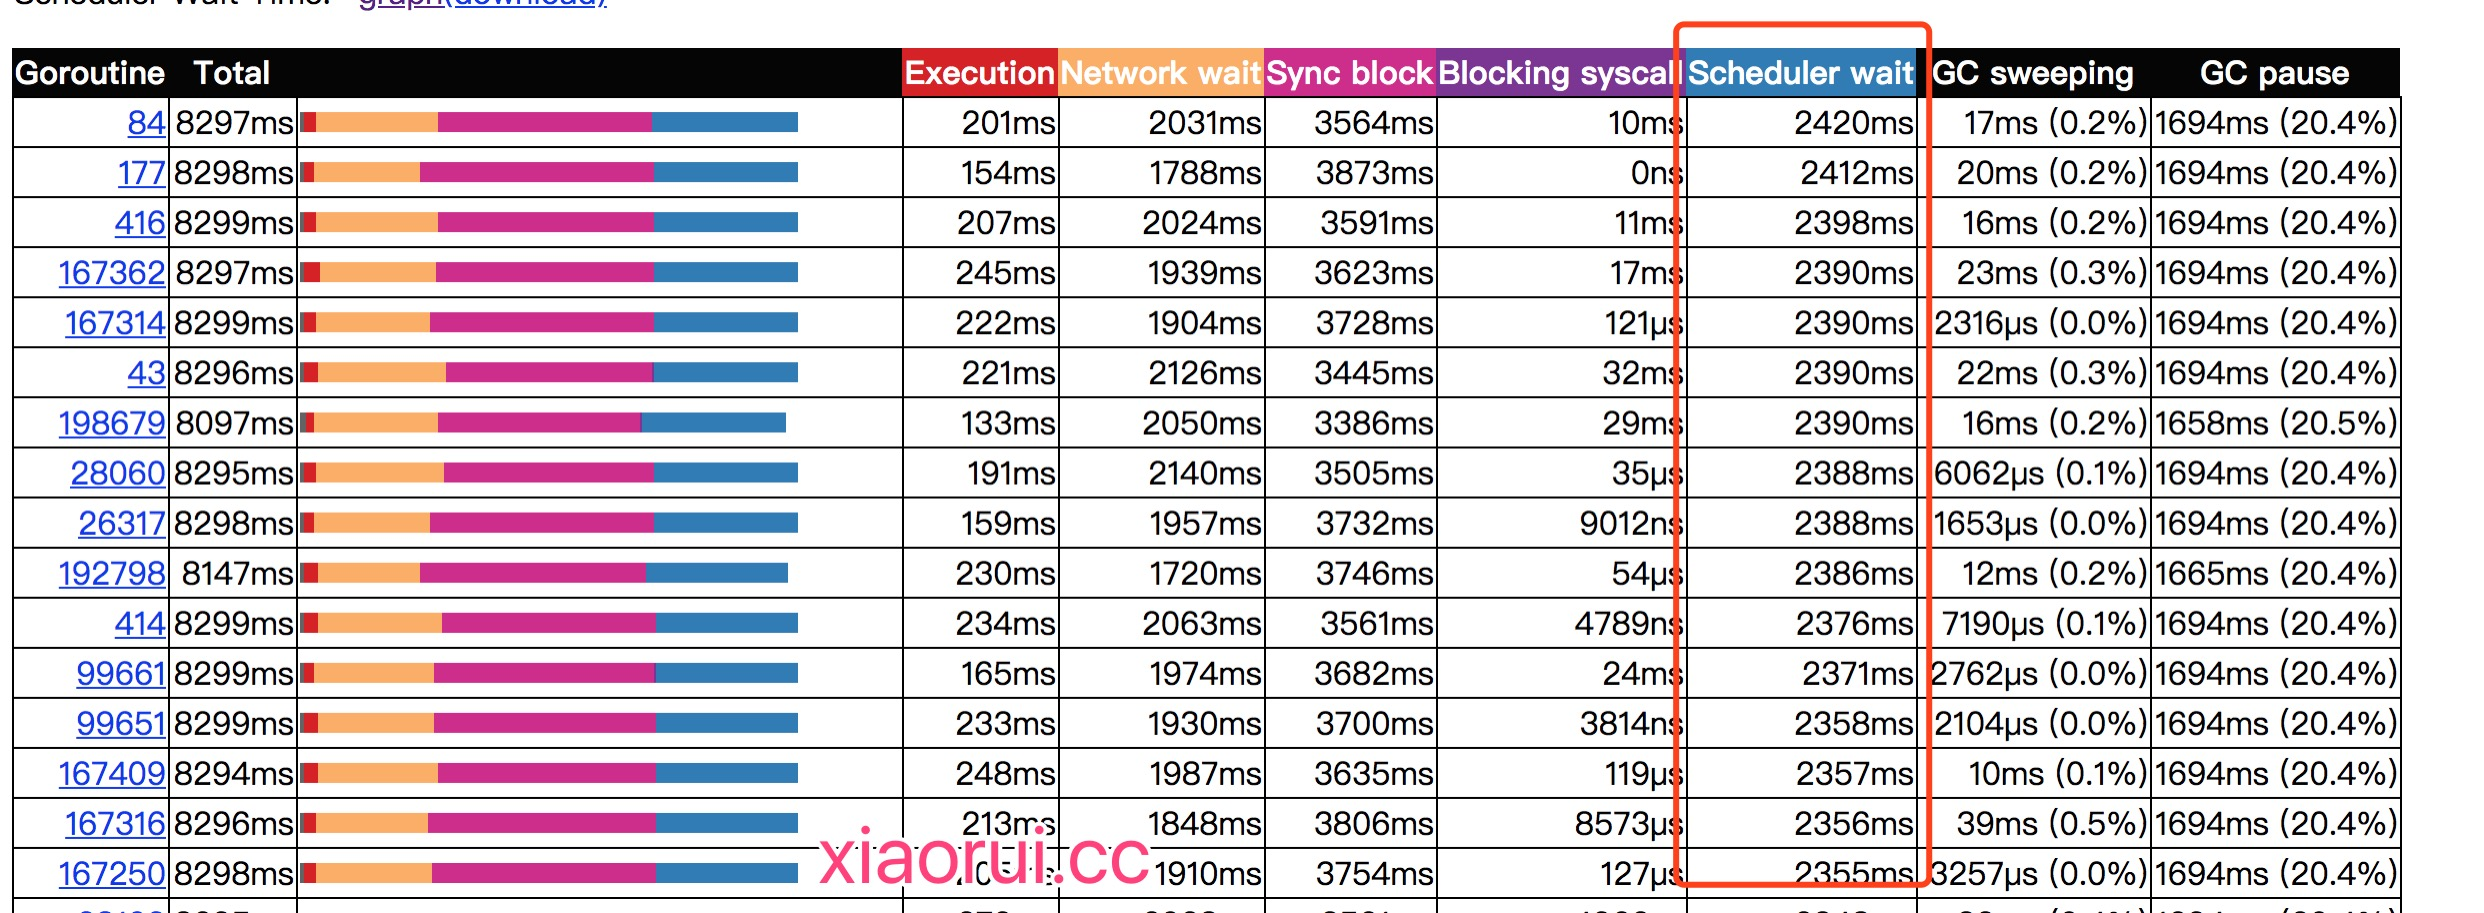 Scheduler Wait Time: graph(download)
Goroutine Total Execution Network wait Sync block Blocking syscall Scheduler wait GC sweeping GC pause
84 8297ms 201ms 2031ms 3564ms 10ms 2420ms 17ms (0.2%) 1694ms (20.4%)
177 8298ms 154ms 1788ms 3873ms 0ns 2412ms 20ms (0.2%) 1694ms (20.4%)
416 8299ms 207ms 2024ms 3591ms 11ms 2398ms 16ms (0.2%) 1694ms (20.4%)
167362 8297ms 245ms 1939ms 3623ms 17ms 2390ms 23ms (0.3%) 1694ms (20.4%)
167314 8299ms 222ms 1904ms 3728ms 121µs 2390ms 2316µs (0.0%) 1694ms (20.4%)
43 8296ms 221ms 2126ms 3445ms 32ms 2390ms 22ms (0.3%) 1694ms (20.4%)
198679 8097ms 133ms 2050ms 3386ms 29ms 2390ms 16ms (0.2%) 1658ms (20.5%)
28060 8295ms 191ms 2140ms 3505ms 35µs 2388ms 6062µs (0.1%) 1694ms (20.4%)
26317 8298ms 159ms 1957ms 3732ms 9012ns 2388ms 1653µs (0.0%) 1694ms (20.4%)
192798 8147ms 230ms 1720ms 3746ms 54µs 2386ms 12ms (0.2%) 1665ms (20.4%)
414 8299ms 234ms 2063ms 3561ms 4789ns 2376ms 7190µs (0.1%) 1694ms (20.4%)
99661 8299ms 165ms 1974ms 3682ms 24ms 2371ms 2762µs (0.0%) 1694ms (20.4%)
99651 8299ms 233ms 1930ms 3700ms 3814ns 2358ms 2104µs (0.0%) 1694ms (20.4%)
167409 8294ms 248ms 1987ms 3635ms 119µs 2357ms 10ms (0.1%) 1694ms (20.4%)
167316 8296ms 213ms 1848ms 3806ms 8573µs 2356ms 39ms (0.5%) 1694ms (20.4%)
167250 8298ms 1910ms 3754ms 127µs 2355ms 3257µs (0.0%) 1694ms (20.4%)
xiaorui.cc